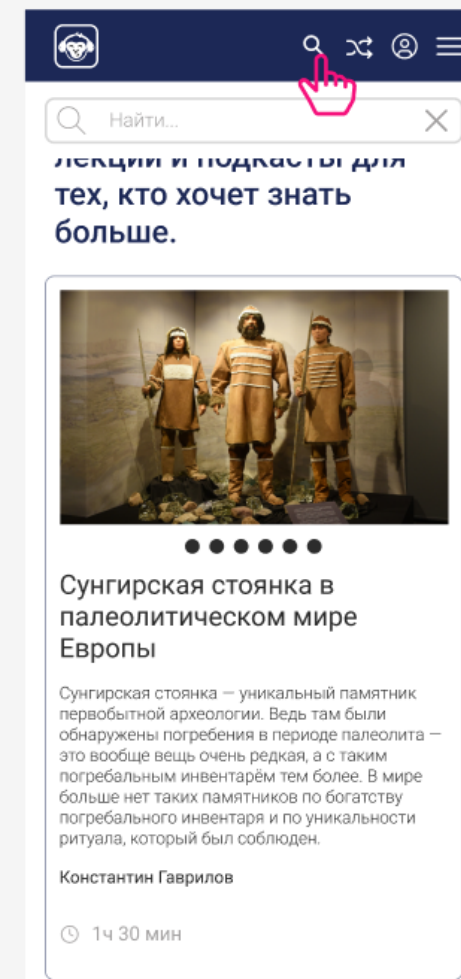 Найти...
лекции и подкасты для
тех, кто хочет знать
больше.
Сунгирская стоянка в
палеолитическом мире
Европы
Сунгирская стоянка — уникальный памятник
первобытной археологии. Ведь там были
обнаружены погребения в периоде палеолита —
это вообще вещь очень редкая, а с таким
погребальным инвентарём тем более. В мире
больше нет таких памятников по богатству
погребального инвентаря и по уникальности
ритуала, который был соблюден.
Константин Гаврилов
1ч 30 мин